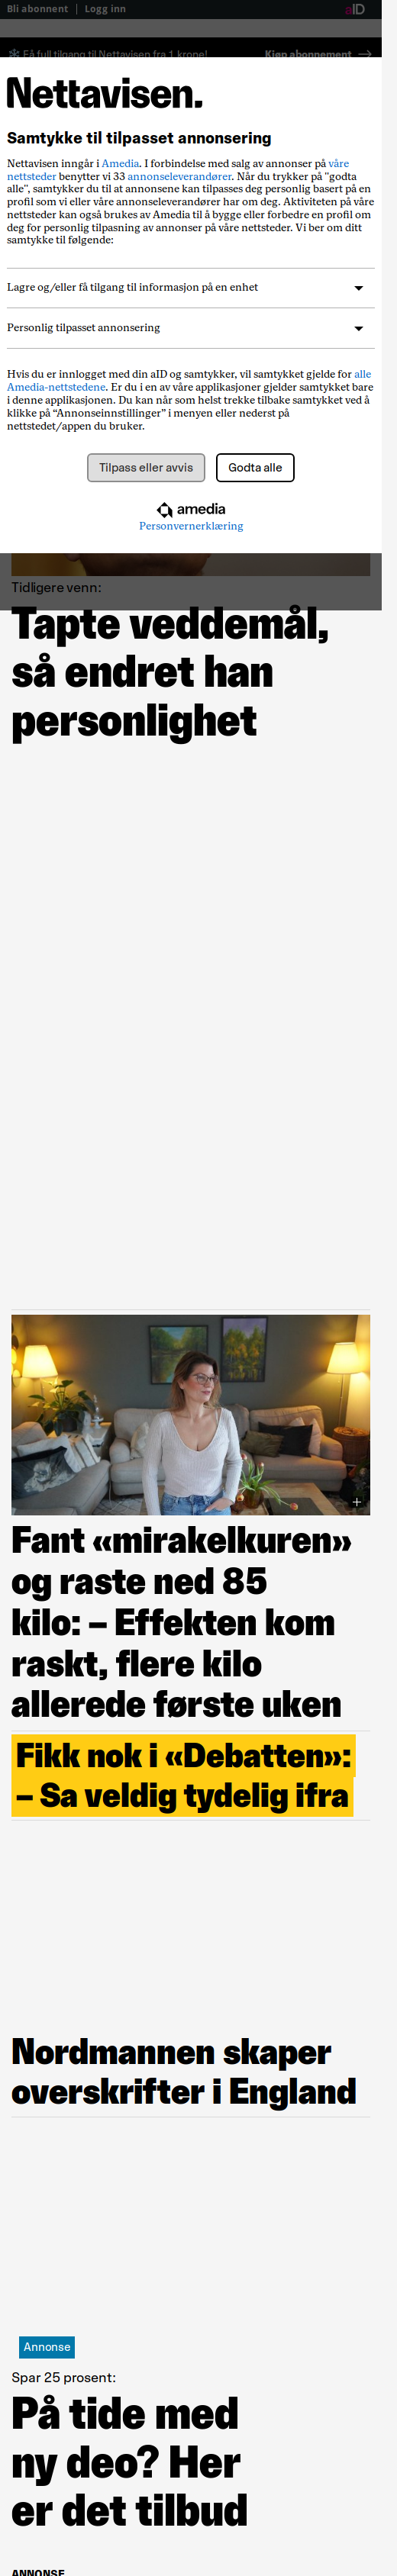 Bli abonnent | Logg inn aID
❄ Få full tilgang til Nettavisen fra 1 krone! Kjøp abonnement →
Nettavisen.
Samtykke til tilpasset annonsering
Nettavisen inngår i Amedia. I forbindelse med salg av annonser på våre
nettsteder benytter vi 33 annonseleverandører. Når du trykker på "godta
alle", samtykker du til at annonsene kan tilpasses deg personlig basert på en
profil som vi eller våre annonseleverandører har om deg. Aktiviteten på våre
nettsteder kan også brukes av Amedia til å bygge eller forbedre en profil om
deg for personlig tilpasning av annonser på våre nettsteder. Vi ber om ditt
samtykke til følgende:
Lagre og/eller få tilgang til informasjon på en enhet
Personlig tilpasset annonsering
Hvis du er innlogget med din aID og samtykker, vil samtykket gjelde for alle
Amedia-nettstedene. Er du i en av våre applikasjoner gjelder samtykket bare
i denne applikasjonen. Du kan når som helst trekke tilbake samtykket ved å
klikke på “Annonseinnstillinger” i menyen eller nederst på
nettstedet/appen du bruker.
Tilpass eller avvis Godta alle
amedia
Personvernerklæring
Tidligere venn:
Tapte veddemål,
så endret han
personlighet
Fant «mirakelkuren»
og raste ned 85
kilo: – Effekten kom
raskt, flere kilo
allerede første uken
Fikk nok i «Debatten»:
– Sa veldig tydelig ifra
Nordmannen skaper
overskrifter i England
Annonse
Spar 25 prosent:
På tide med
ny deo? Her
er det tilbud
ANNONSE